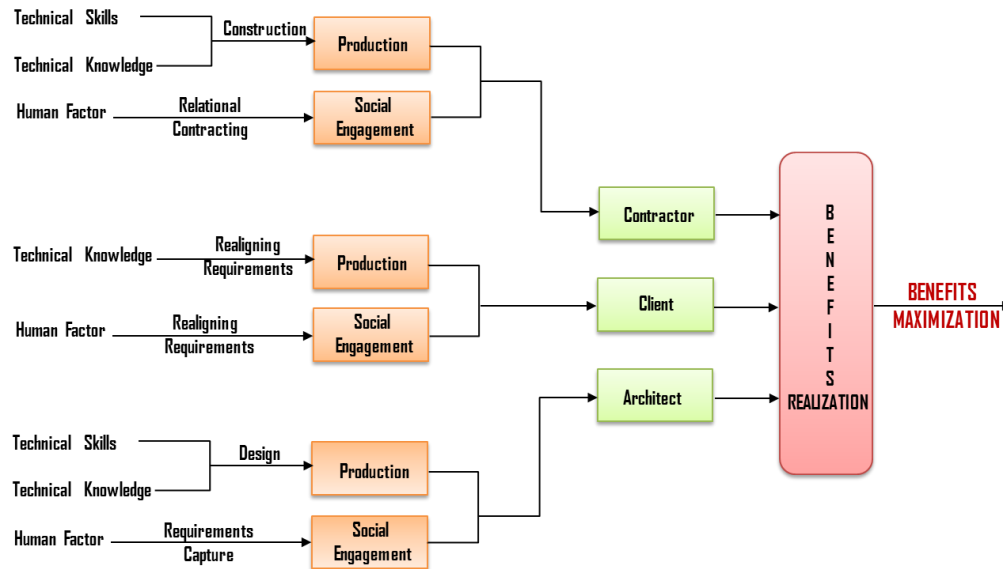 Technical Skills
Construction
Production
Technical Knowledge
Human Factor
Relational
Contracting
Social
Engagement
Contractor
Technical Knowledge
Realigning
Requirements
Production
Human Factor
Realigning
Requirements
Social
Engagement
Client
Architect
B
E
N
E
F
I
T
S
REALIZATION
BENEFITS
MAXIMIZATION
Technical Skills
Design
Production
Technical Knowledge
Human Factor
Requirements
Capture
Social
Engagement